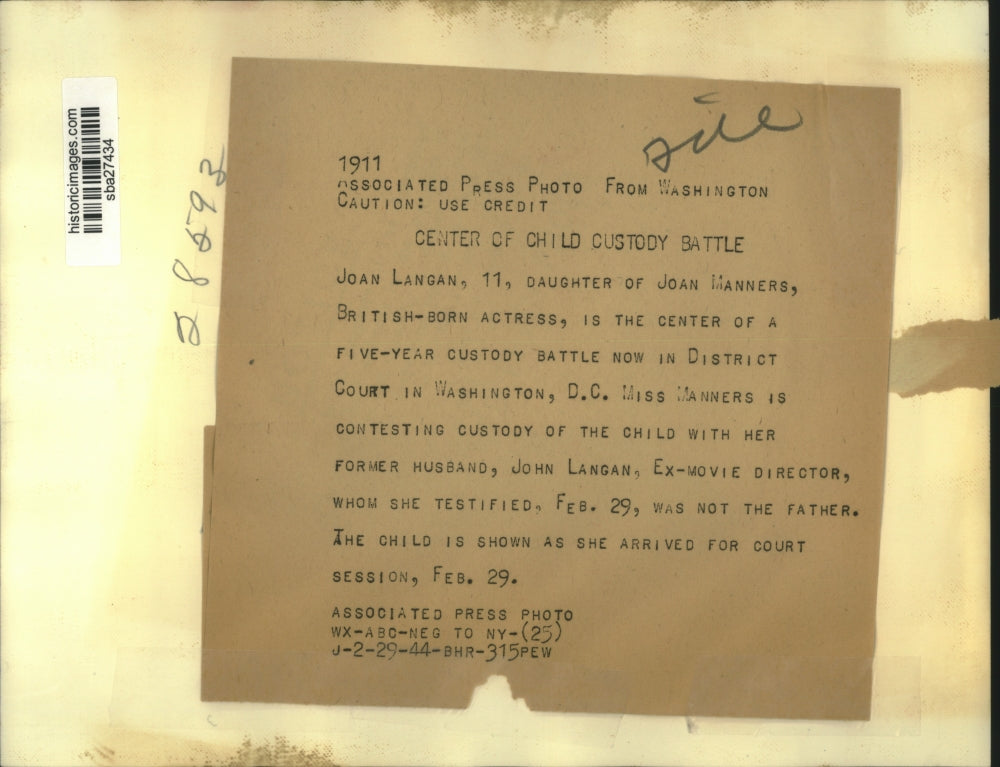 historicimages.com
sba27434
28593
1911
ASSOCIATED PRESS PHOTO FROM WASHINGTON
CAUTION: USE CREDIT
CENTER OF CHILD CUSTODY BATTLE
JOAN LANGAN, 11, DAUGHTER OF JOAN MANNERS,
BRITISH-BORN ACTRESS, IS THE CENTER OF A
FIVE-YEAR CUSTODY BATTLE NOW IN DISTRICT
COURT IN WASHINGTON, D.C. MISS MANNERS IS
CONTESTING CUSTODY OF THE CHILD WITH HER
FORMER HUSBAND, JOHN LANGAN, EX-MOVIE DIRECTOR,
WHOM SHE TESTIFIED, FEB. 29, WAS NOT THE FATHER.
THE CHILD IS SHOWN AS SHE ARRIVED FOR COURT
SESSION, FEB. 29.
ASSOCIATED PRESS PHOTO
WX-ABC-NEG TO NY-(25)
J-2-29-44-BHR-315PEW